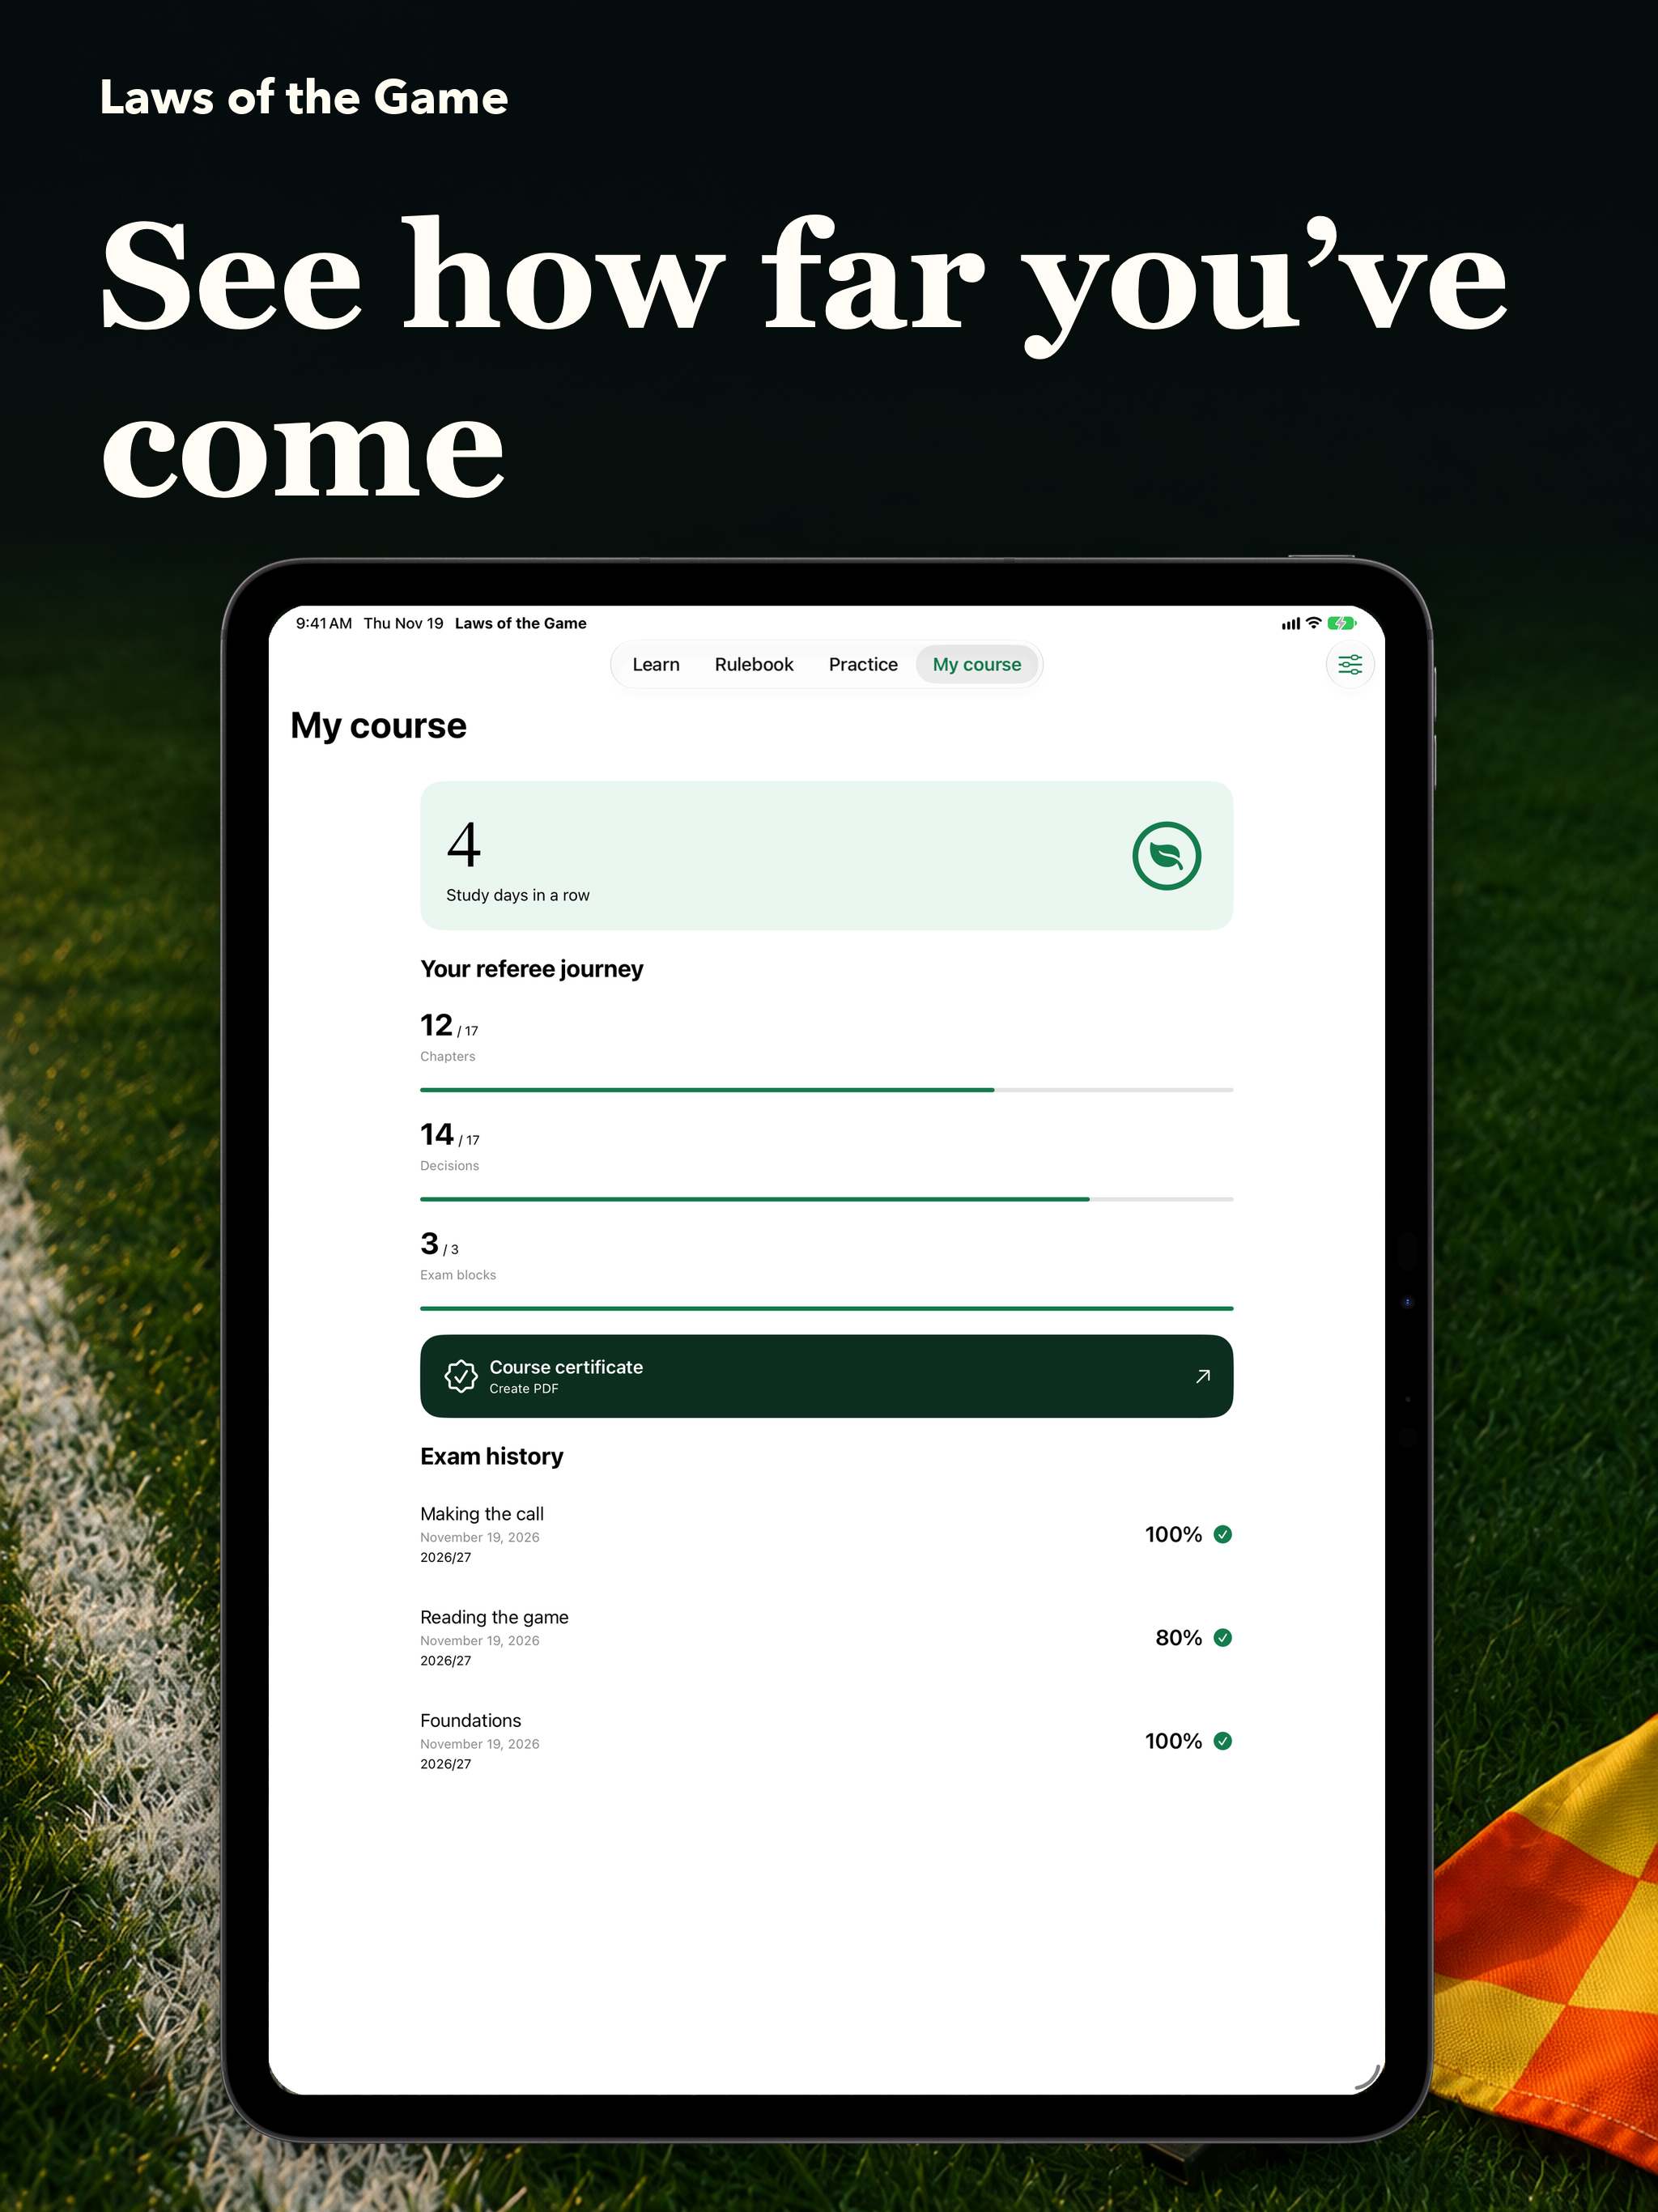 Laws of the Game
See how far you’ve
come
9:41 AM Thu Nov 19 Laws of the Game
Learn Rulebook Practice My course
My course
4
Study days in a row
Your referee journey
12 / 17
Chapters
14 / 17
Decisions
3 / 3
Exam blocks
Course certificate
Create PDF
Exam history
Making the call
November 19, 2026
2026/27
100%
Reading the game
November 19, 2026
2026/27
80%
Foundations
November 19, 2026
2026/27
100%